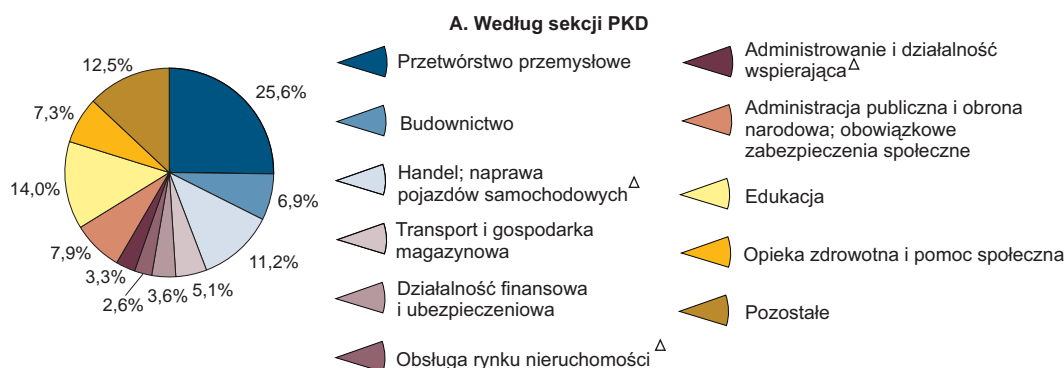 A. Według sekcji PKD
12,5%
25,6%
7,3%
14,0%
6,9%
7,9%
11,2%
3,3%
5,1%
2,6%
3,6%
Przetwórstwo przemysłowe
Budownictwo
Handel; naprawa
pojazdów samochodowych Δ
Transport i gospodarka
magazynowa
Działalność finansowa
i ubezpieczeniowa
Obsługa rynku nieruchomości Δ
Administrowanie i działalność
wspierająca Δ
Administracja publiczna i obrona
narodowa; obowiązkowe
zabezpieczenia społeczne
Edukacja
Opieka zdrowotna i pomoc społeczna
Pozostałe